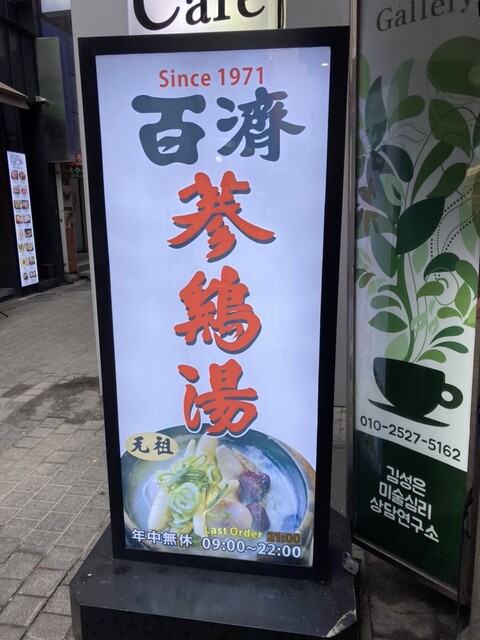 Cafe
Since 1971
百濟
蔘
鷄
湯
元祖
Last Order 21:00
年中無休 09:00~22:00
Gallery
010-2527-5162
김성은
미술심리
상담연구소